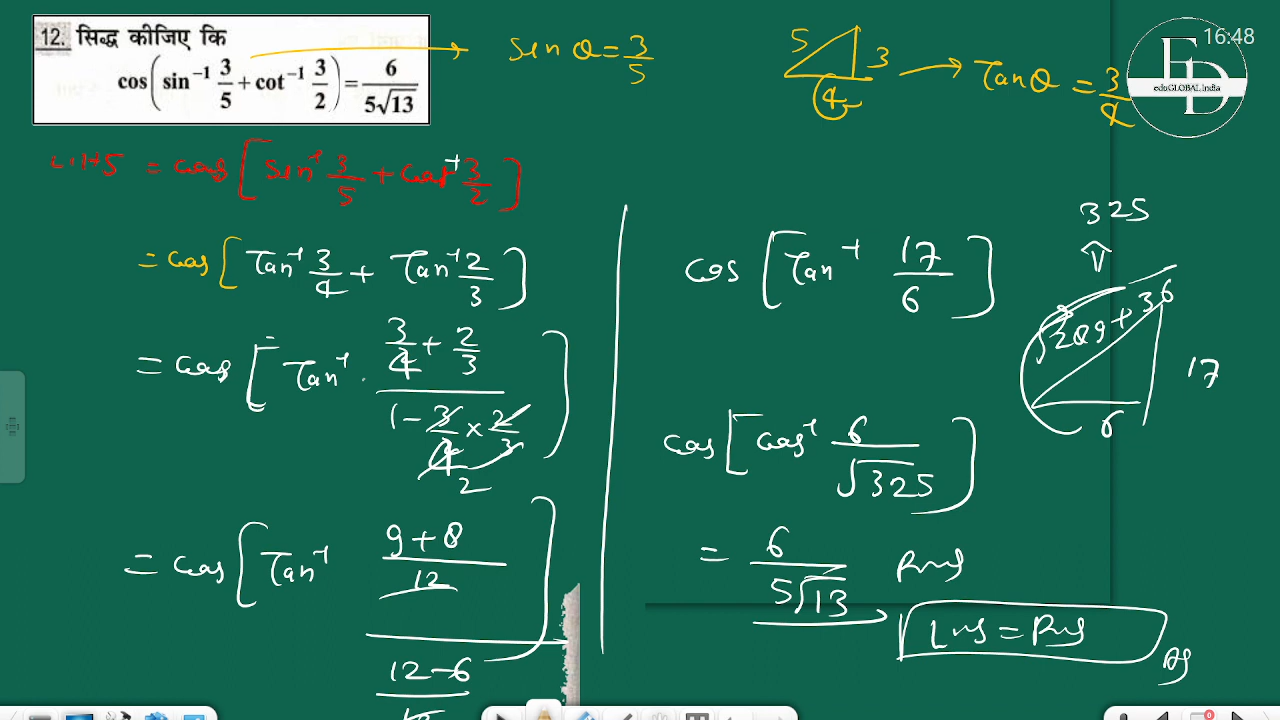 12. सिद्ध कीजिए कि
cos(sin⁻¹ 3/5 + cot⁻¹ 3/2) = 6/(5√13)
sin θ = 3/5
5 3 4
Tan θ = 3/4
16:48
ED
eduGLOBAL.India
LHS = cos[sin⁻¹ 3/5 + cot⁻¹ 3/2]
= cos[Tan⁻¹ 3/4 + Tan⁻¹ 2/3]
= cos[Tan⁻¹ (3/4 + 2/3)/(1 - 3/4 × 2/3)]
2
= cos[Tan⁻¹ ((9+8)/12)/((12-6)/12)]
cos[Tan⁻¹ 17/6]
325
√289+36
17
6
cos[cos⁻¹ 6/√325]
= 6/(5√13) RHS
LHS = RHS